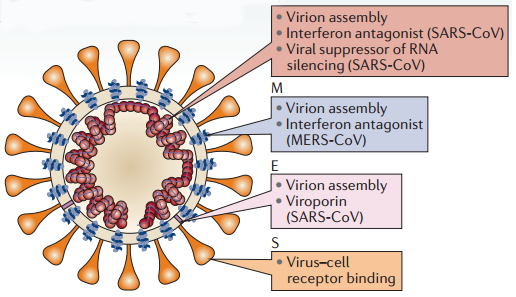 • Virion assembly
• Interferon antagonist (SARS-CoV)
• Viral suppressor of RNA
silencing (SARS-CoV)
M
• Virion assembly
• Interferon antagonist
(MERS-CoV)
E
• Virion assembly
• Viroporin
(SARS-CoV)
S
• Virus–cell
receptor binding